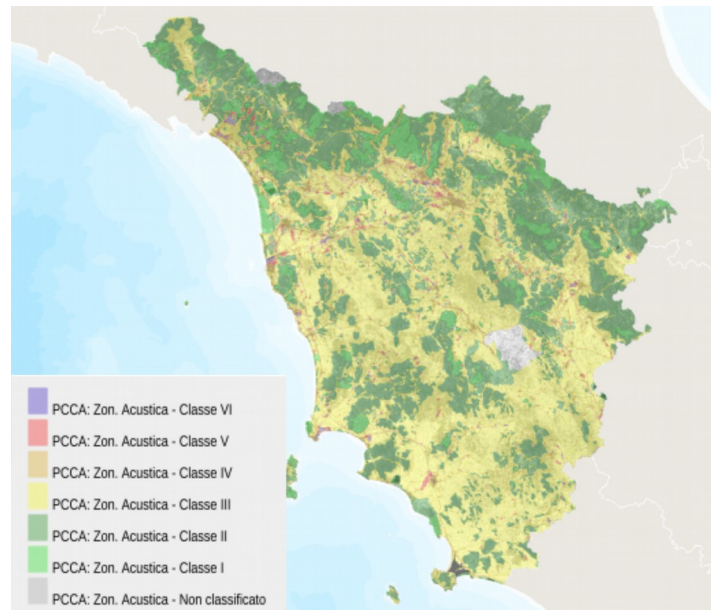 PCCA: Zon. Acustica - Classe VI
PCCA: Zon. Acustica - Classe V
PCCA: Zon. Acustica - Classe IV
PCCA: Zon. Acustica - Classe III
PCCA: Zon. Acustica - Classe II
PCCA: Zon. Acustica - Classe I
PCCA: Zon. Acustica - Non classificato